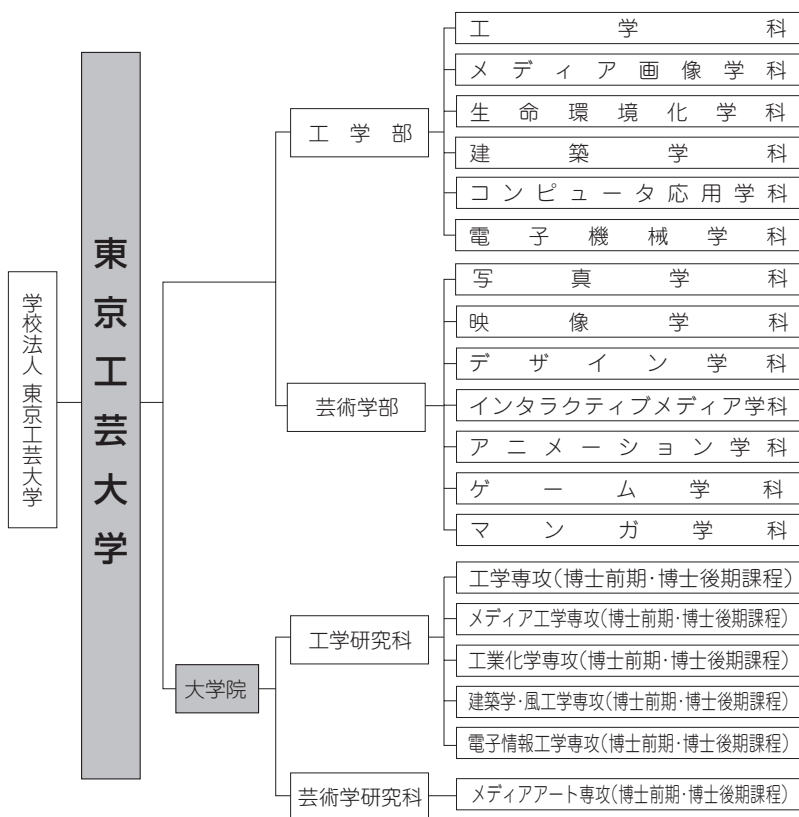 学校法人 東京工芸大学
東京工芸大学
工学部
工学科
メディア画像学科
生命環境化学科
建築学科
コンピュータ応用学科
電子機械学科
芸術学部
写真学科
映像学科
デザイン学科
インタラクティブメディア学科
アニメーション学科
ゲーム学科
マンガ学科
大学院
工学研究科
工学専攻(博士前期・博士後期課程)
メディア工学専攻(博士前期・博士後期課程)
工業化学専攻(博士前期・博士後期課程)
建築学・風工学専攻(博士前期・博士後期課程)
電子情報工学専攻(博士前期・博士後期課程)
芸術学研究科
メディアアート専攻(博士前期・博士後期課程)